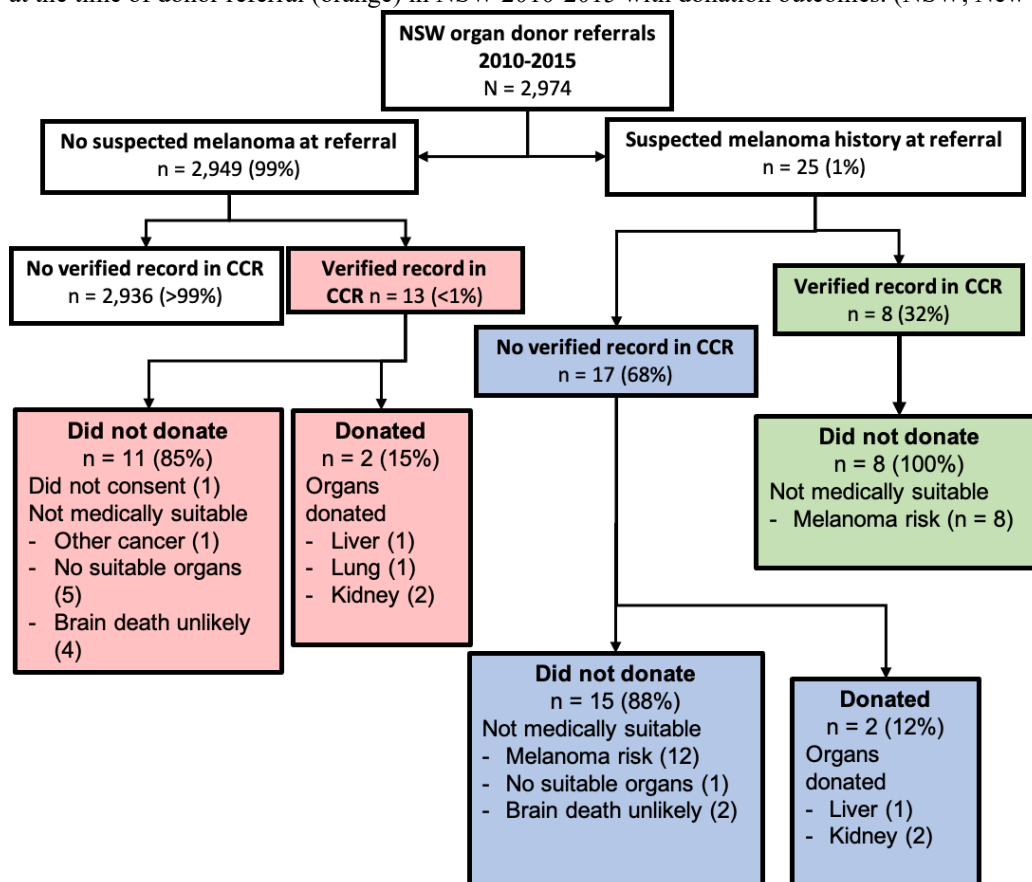 at the time of donor referral (orange) in NSW 2010-2015 with donation outcomes. (NSW, New
NSW organ donor referrals
2010-2015
N = 2,974
No suspected melanoma at referral
n = 2,949 (99%)
Suspected melanoma history at referral
n = 25 (1%)
No verified record in CCR
n = 2,936 (>99%)
Verified record in
CCR n = 13 (<1%)
No verified record in CCR
n = 17 (68%)
Verified record in CCR
n = 8 (32%)
Did not donate
n = 11 (85%)
Did not consent (1)
Not medically suitable
- Other cancer (1)
- No suitable organs
(5)
- Brain death unlikely
(4)
Donated
n = 2 (15%)
Organs
donated
- Liver (1)
- Lung (1)
- Kidney (2)
Did not donate
n = 8 (100%)
Not medically suitable
- Melanoma risk (n = 8)
Did not donate
n = 15 (88%)
Not medically suitable
- Melanoma risk (12)
- No suitable organs (1)
- Brain death unlikely (2)
Donated
n = 2 (12%)
Organs
donated
- Liver (1)
- Kidney (2)